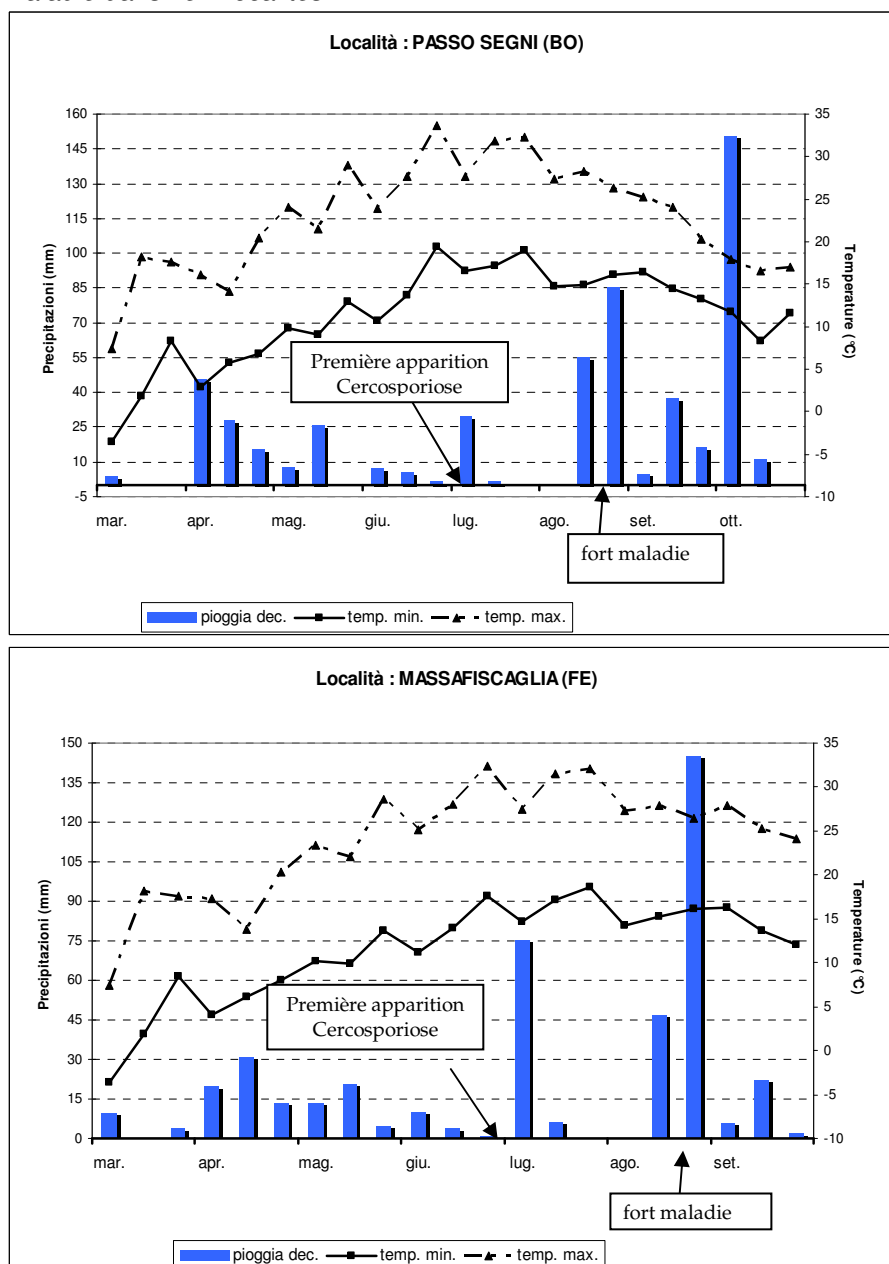 Località : PASSO SEGNI (BO)
160
145
130
115
100
85
70
55
40
25
10
-5
Precipitazioni (mm)
35
30
25
20
15
10
5
0
-5
-10
Temperature (°C)
Première apparition
Cercosporiose
mar.
apr.
mag.
giu.
lug.
ago.
set.
ott.
fort maladie
pioggia dec.
temp. min.
temp. max.
Località : MASSAFISCAGLIA (FE)
150
135
120
105
90
75
60
45
30
15
0
Precipitazioni (mm)
35
30
25
20
15
10
5
0
-5
-10
Temperature (°C)
Première apparition
Cercosporiose
mar.
apr.
mag.
giu.
lug.
ago.
set.
fort maladie
pioggia dec.
temp. min.
temp. max.